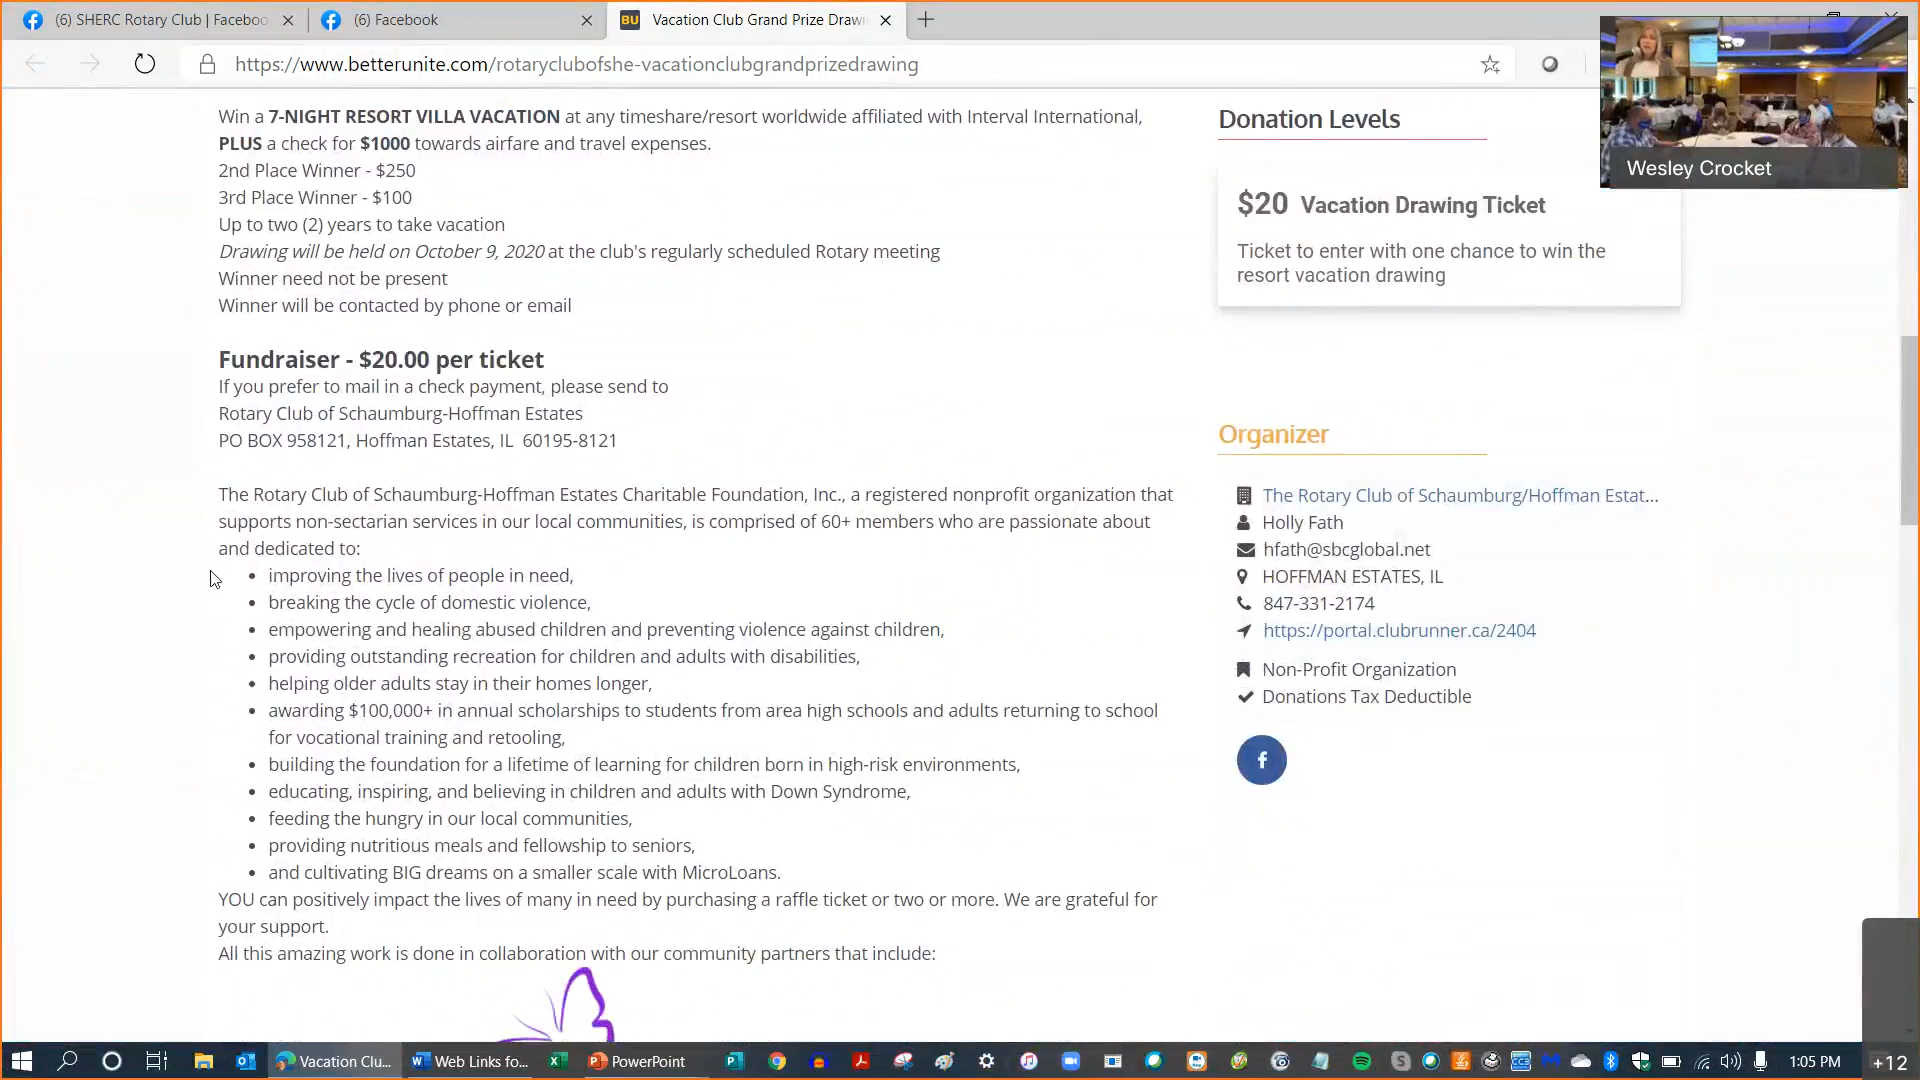 (6) SHERC Rotary Club | Faceboo
(6) Facebook
BU Vacation Club Grand Prize Drawi
https://www.betterunite.com/rotaryclubofshe-vacationclubgrandprizedrawing
Win a 7-NIGHT RESORT VILLA VACATION at any timeshare/resort worldwide affiliated with Interval International,
PLUS a check for $1000 towards airfare and travel expenses.
2nd Place Winner - $250
3rd Place Winner - $100
Up to two (2) years to take vacation
Drawing will be held on October 9, 2020 at the club's regularly scheduled Rotary meeting
Winner need not be present
Winner will be contacted by phone or email
Fundraiser - $20.00 per ticket
If you prefer to mail in a check payment, please send to
Rotary Club of Schaumburg-Hoffman Estates
PO BOX 958121, Hoffman Estates, IL 60195-8121
The Rotary Club of Schaumburg-Hoffman Estates Charitable Foundation, Inc., a registered nonprofit organization that
supports non-sectarian services in our local communities, is comprised of 60+ members who are passionate about
and dedicated to:
• improving the lives of people in need,
• breaking the cycle of domestic violence,
• empowering and healing abused children and preventing violence against children,
• providing outstanding recreation for children and adults with disabilities,
• helping older adults stay in their homes longer,
• awarding $100,000+ in annual scholarships to students from area high schools and adults returning to school
for vocational training and retooling,
• building the foundation for a lifetime of learning for children born in high-risk environments,
• educating, inspiring, and believing in children and adults with Down Syndrome,
• feeding the hungry in our local communities,
• providing nutritious meals and fellowship to seniors,
• and cultivating BIG dreams on a smaller scale with MicroLoans.
YOU can positively impact the lives of many in need by purchasing a raffle ticket or two or more. We are grateful for
your support.
All this amazing work is done in collaboration with our community partners that include:
Donation Levels
$20 Vacation Drawing Ticket
Ticket to enter with one chance to win the
resort vacation drawing
Organizer
The Rotary Club of Schaumburg/Hoffman Estat...
Holly Fath
hfath@sbcglobal.net
HOFFMAN ESTATES, IL
847-331-2174
https://portal.clubrunner.ca/2404
Non-Profit Organization
Donations Tax Deductible
Wesley Crocket
Vacation Clu...
Web Links fo...
PowerPoint
1:05 PM
+12